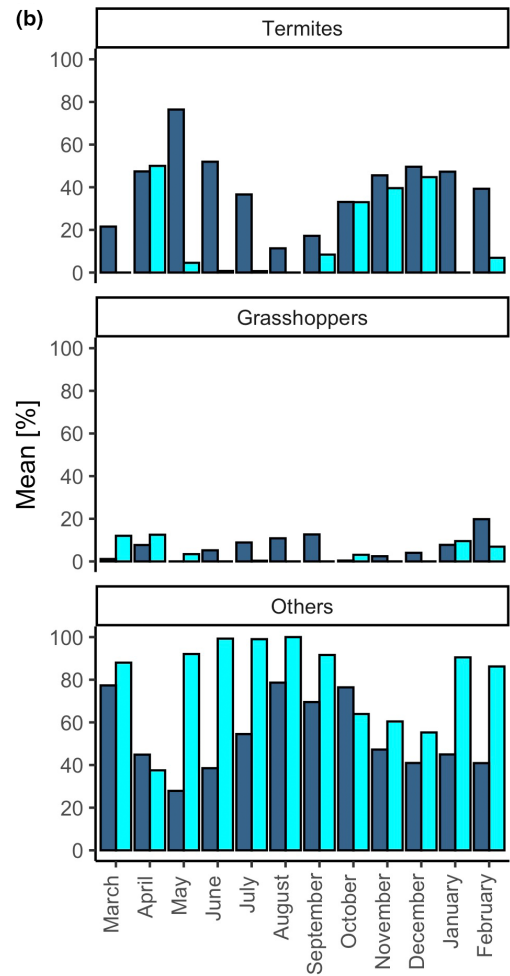 (b)
Termites
100
80
60
40
20
0
Grasshoppers
100
80
60
40
20
0
Mean [%]
Others
100
80
60
40
20
0
March
April
May
June
July
August
September
October
November
December
January
February